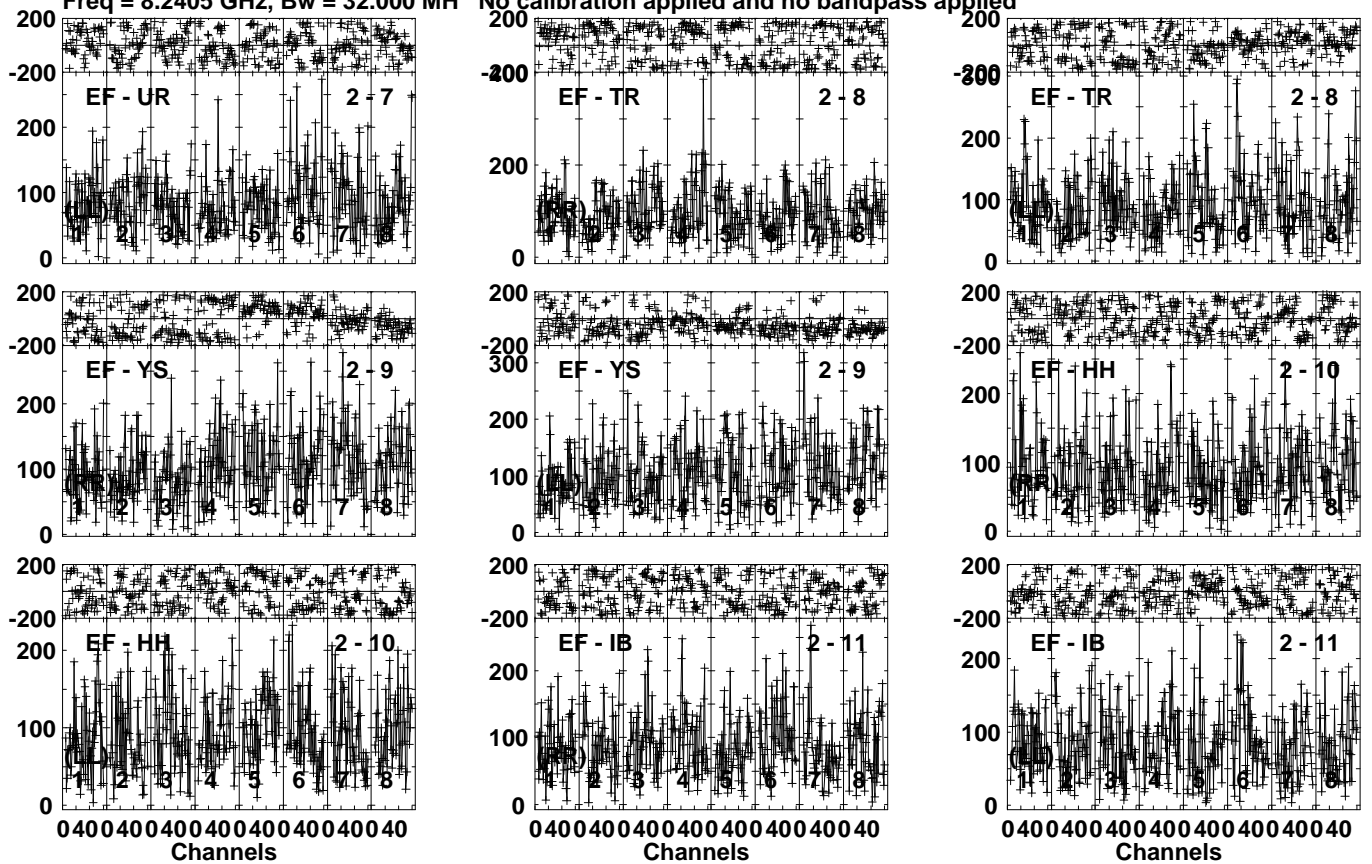 Freq = 8.2405 GHz, Bw = 32.000 MH No calibration applied and no bandpass applied
200 200 200
-200 -200 -200
400 300
EF - UR 2 - 7 EF - TR 2 - 8 EF - TR 2 - 8
200 200 200
100 100
(LL) (RR) (LL)
1 2 3 4 5 6 7 8 1 2 3 4 5 6 7 8 1 2 3 4 5 6 7 8
0 0 0
200 200 200
-200 -200 -200
EF - YS 2 - 9 EF - YS 2 - 9 EF - HH 2 - 10
300
200 200 200
100 100 100
(RR) (LL) (RR)
1 2 3 4 5 6 7 8 1 2 3 4 5 6 7 8 1 2 3 4 5 6 7 8
0 0 0
200 200 200
-200 -200 -200
EF - HH 2 - 10 EF - IB 2 - 11 EF - IB 2 - 11
200 200 200
100 100 100
(LL) (RR) (LL)
1 2 3 4 5 6 7 8 1 2 3 4 5 6 7 8 1 2 3 4 5 6 7 8
0 0 0
0 40 0 40 0 40 0 40 0 40 0 40 0 40 0 40 0 40 0 40 0 40 0 40 0 40 0 40 0 40 0 40 0 40 0 40 0 40 0 40 0 40 0 40 0 40 0 40
Channels Channels Channels